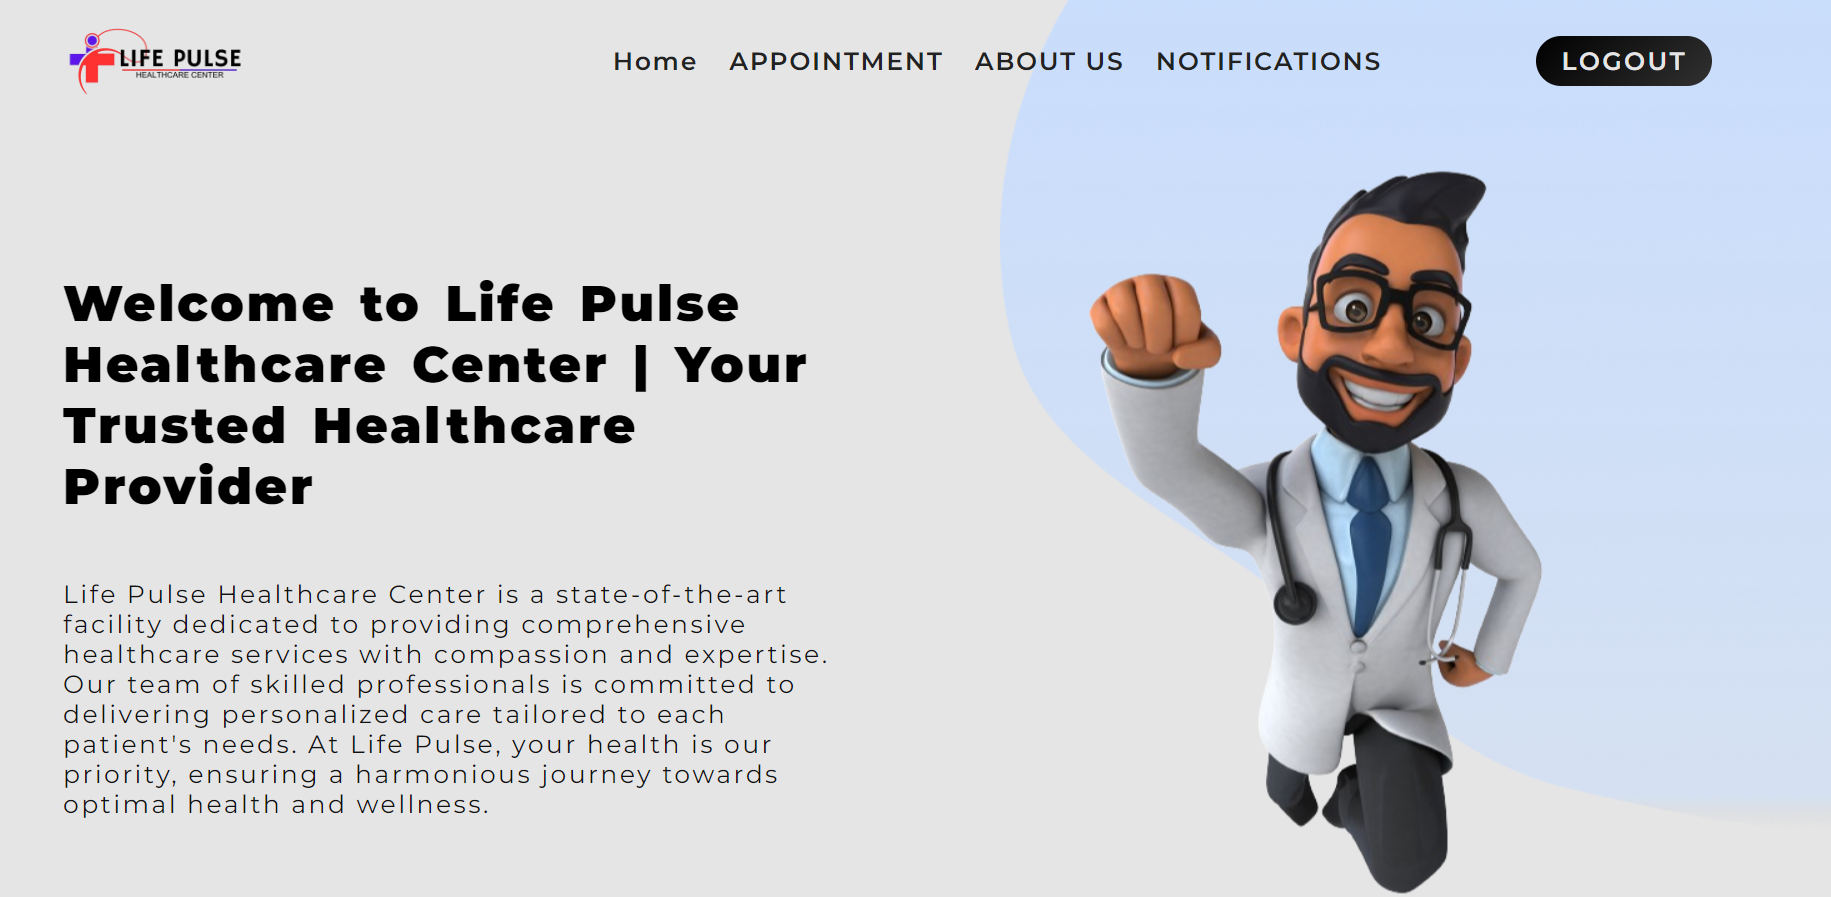 LIFE PULSE
HEALTHCARE CENTER
Home APPOINTMENT ABOUT US NOTIFICATIONS LOGOUT
Welcome to Life Pulse
Healthcare Center | Your
Trusted Healthcare
Provider
Life Pulse Healthcare Center is a state-of-the-art
facility dedicated to providing comprehensive
healthcare services with compassion and expertise.
Our team of skilled professionals is committed to
delivering personalized care tailored to each
patient's needs. At Life Pulse, your health is our
priority, ensuring a harmonious journey towards
optimal health and wellness.